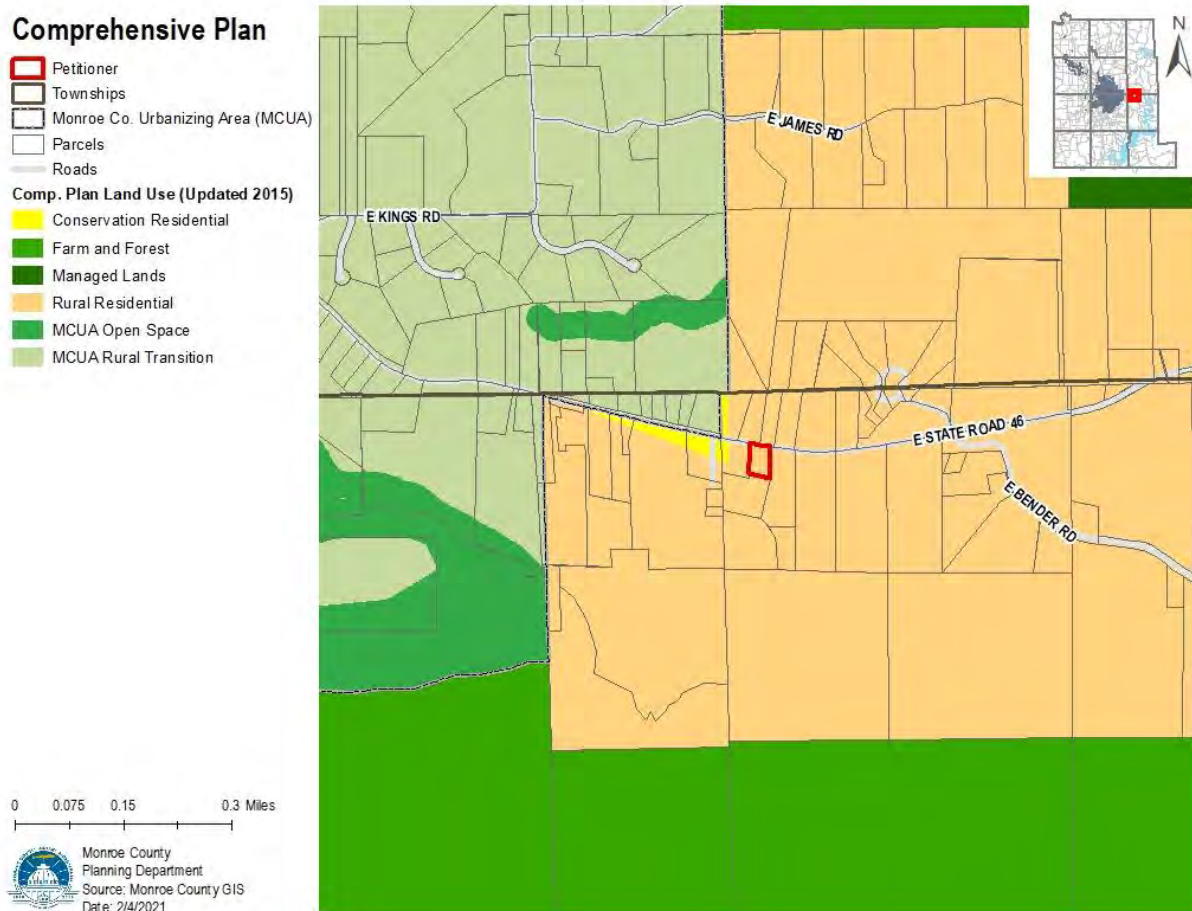 Comprehensive Plan
Petitioner
Townships
Monroe Co. Urbanizing Area (MCUA)
Parcels
Roads
Comp. Plan Land Use (Updated 2015)
Conservation Residential
Farm and Forest
Managed Lands
Rural Residential
MCUA Open Space
MCUA Rural Transition
N
E JAMES RD
E KINGS RD
E STATE ROAD 46
E BENDER RD
0 0.075 0.15 0.3 Miles
Monroe County
Planning Department
Source: Monroe County GIS
Date: 2/4/2021